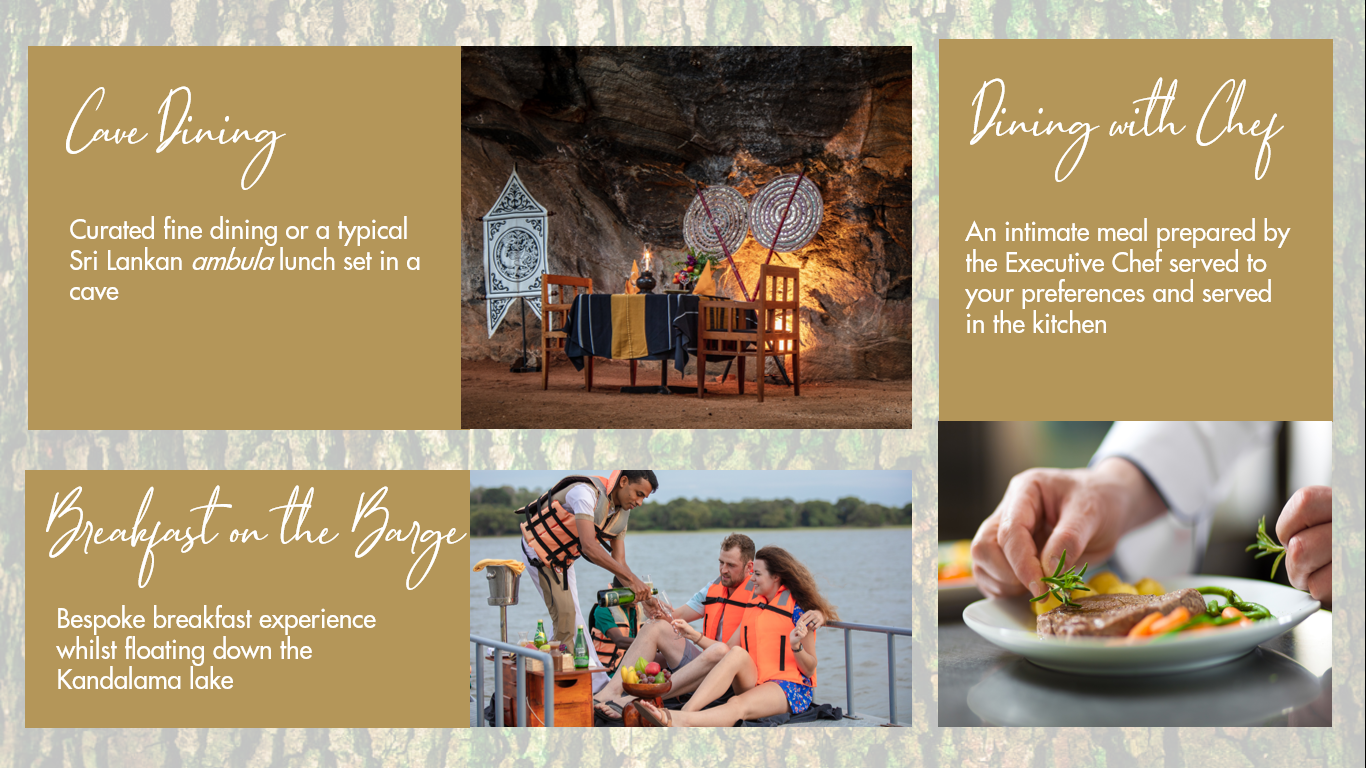 Cave Dining
Curated fine dining or a typical
Sri Lankan ambula lunch set in a
cave
Dining with Chef
An intimate meal prepared by
the Executive Chef served to
your preferences and served
in the kitchen
Breakfast on the Barge
Bespoke breakfast experience
whilst floating down the
Kandalama lake